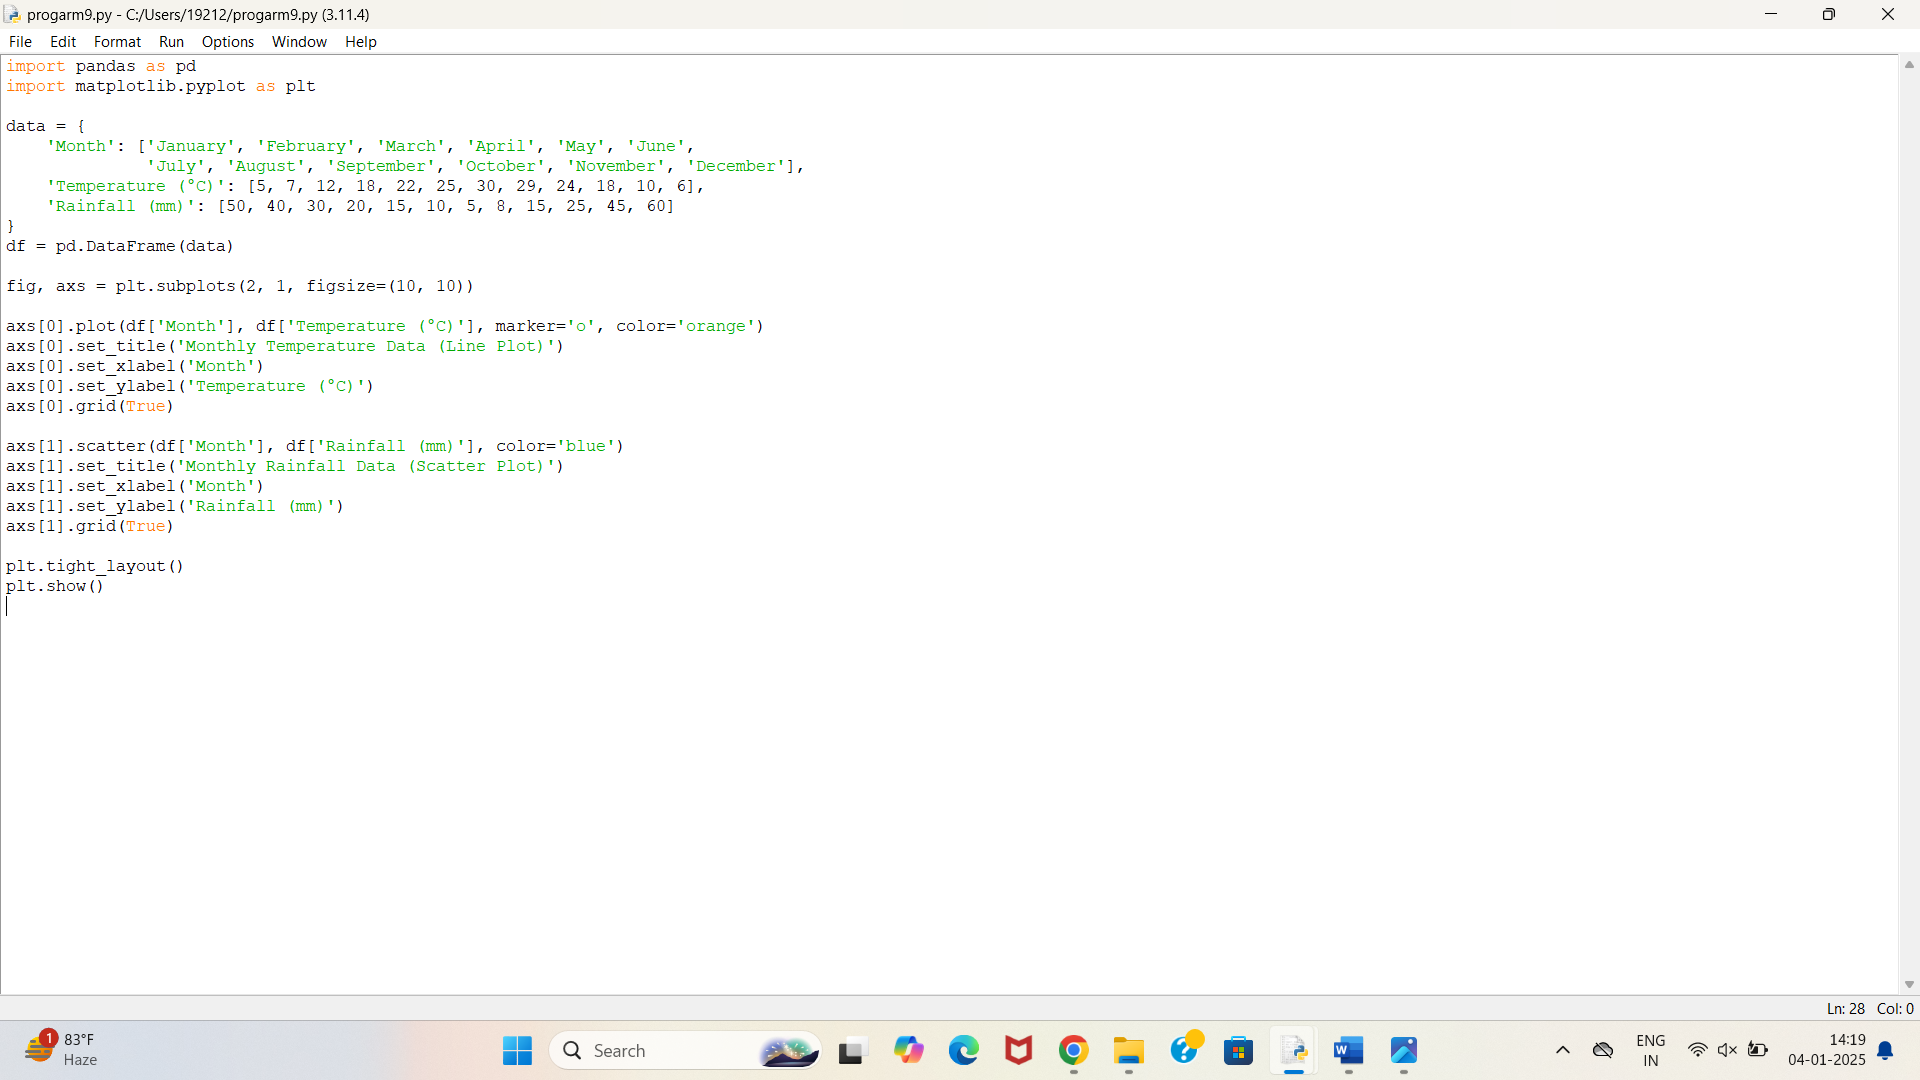 progarm9.py - C:/Users/19212/progarm9.py (3.11.4)
File Edit Format Run Options Window Help
import pandas as pd
import matplotlib.pyplot as plt

data = {
    'Month': ['January', 'February', 'March', 'April', 'May', 'June',
              'July', 'August', 'September', 'October', 'November', 'December'],
    'Temperature (°C)': [5, 7, 12, 18, 22, 25, 30, 29, 24, 18, 10, 6],
    'Rainfall (mm)': [50, 40, 30, 20, 15, 10, 5, 8, 15, 25, 45, 60]
}
df = pd.DataFrame(data)

fig, axs = plt.subplots(2, 1, figsize=(10, 10))

axs[0].plot(df['Month'], df['Temperature (°C)'], marker='o', color='orange')
axs[0].set_title('Monthly Temperature Data (Line Plot)')
axs[0].set_xlabel('Month')
axs[0].set_ylabel('Temperature (°C)')
axs[0].grid(True)

axs[1].scatter(df['Month'], df['Rainfall (mm)'], color='blue')
axs[1].set_title('Monthly Rainfall Data (Scatter Plot)')
axs[1].set_xlabel('Month')
axs[1].set_ylabel('Rainfall (mm)')
axs[1].grid(True)

plt.tight_layout()
plt.show()
Ln: 28 Col: 0
1
83°F
Haze
Search
W
ENG
IN
14:19
04-01-2025